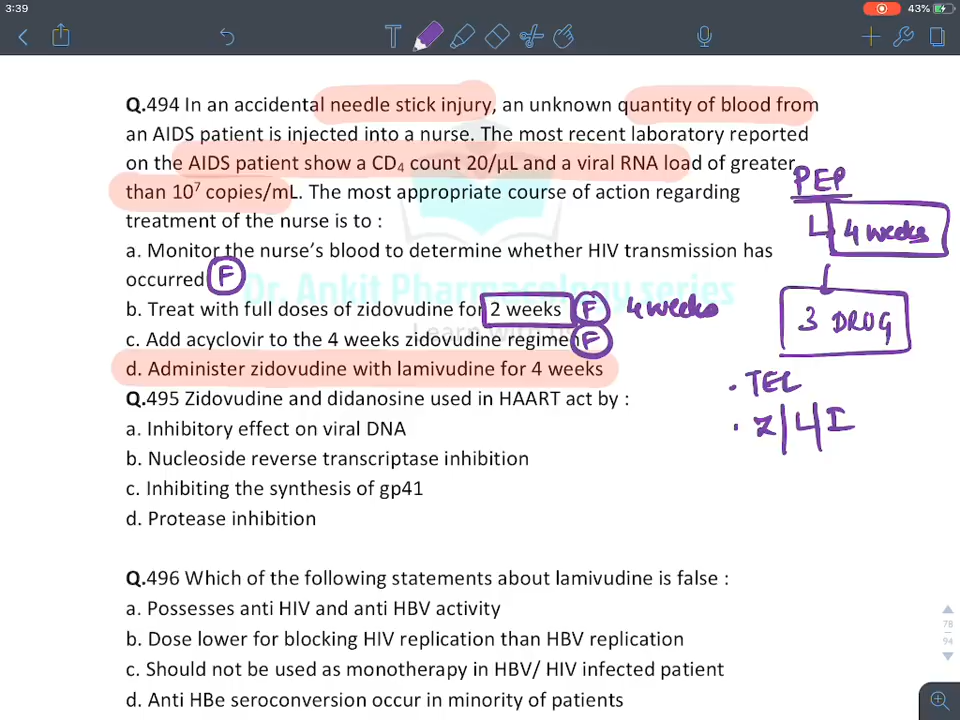 3:39
43%
T
Q.494 In an accidental needle stick injury, an unknown quantity of blood from
an AIDS patient is injected into a nurse. The most recent laboratory reported
on the AIDS patient show a CD₄ count 20/µL and a viral RNA load of greater
than 10⁷ copies/mL. The most appropriate course of action regarding
treatment of the nurse is to :
a. Monitor the nurse's blood to determine whether HIV transmission has
occurred F
b. Treat with full doses of zidovudine for 2 weeks F 4 weeks
c. Add acyclovir to the 4 weeks zidovudine regimen F
d. Administer zidovudine with lamivudine for 4 weeks
PEP
4 weeks
3 DRUG
• TEL
• Z/L/I
Dr. Ankit Pharmacology series
Learn with
Q.495 Zidovudine and didanosine used in HAART act by :
a. Inhibitory effect on viral DNA
b. Nucleoside reverse transcriptase inhibition
c. Inhibiting the synthesis of gp41
d. Protease inhibition
Q.496 Which of the following statements about lamivudine is false :
a. Possesses anti HIV and anti HBV activity
b. Dose lower for blocking HIV replication than HBV replication
c. Should not be used as monotherapy in HBV/ HIV infected patient
d. Anti HBe seroconversion occur in minority of patients
78
94